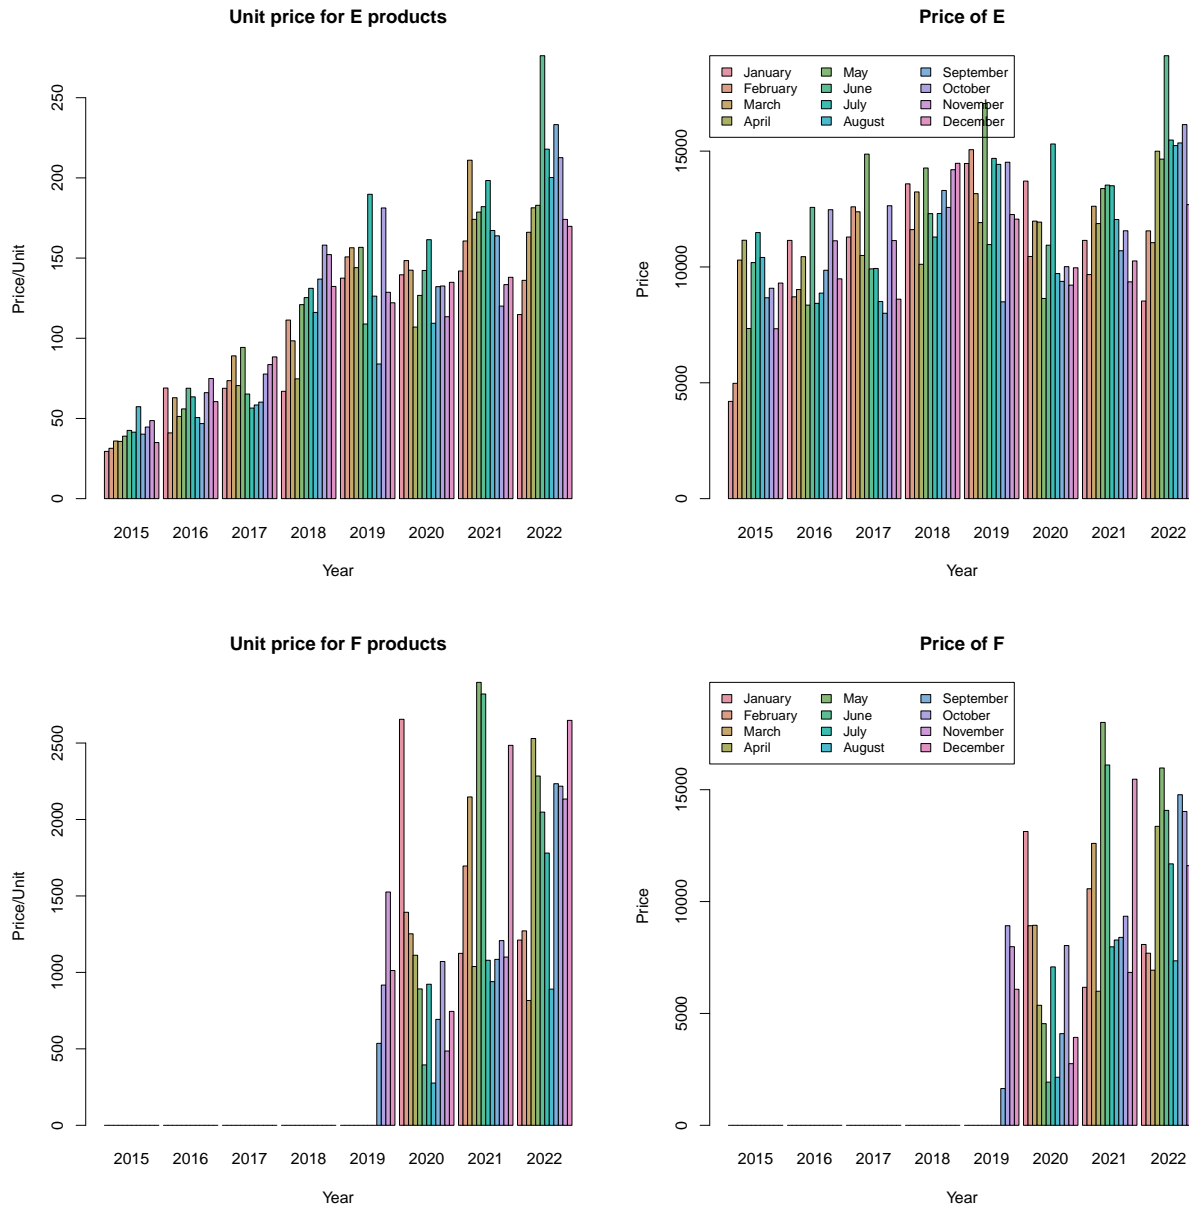 Unit price for E products
Price/Unit
250
200
150
100
50
0
2015 2016 2017 2018 2019 2020 2021 2022
Year
Price of E
January May September
February June October
March July November
April August December
Price
15000
10000
5000
0
2015 2016 2017 2018 2019 2020 2021 2022
Year
Unit price for F products
Price/Unit
2500
2000
1500
1000
500
0
2015 2016 2017 2018 2019 2020 2021 2022
Year
Price of F
January May September
February June October
March July November
April August December
Price
15000
10000
5000
0
2015 2016 2017 2018 2019 2020 2021 2022
Year